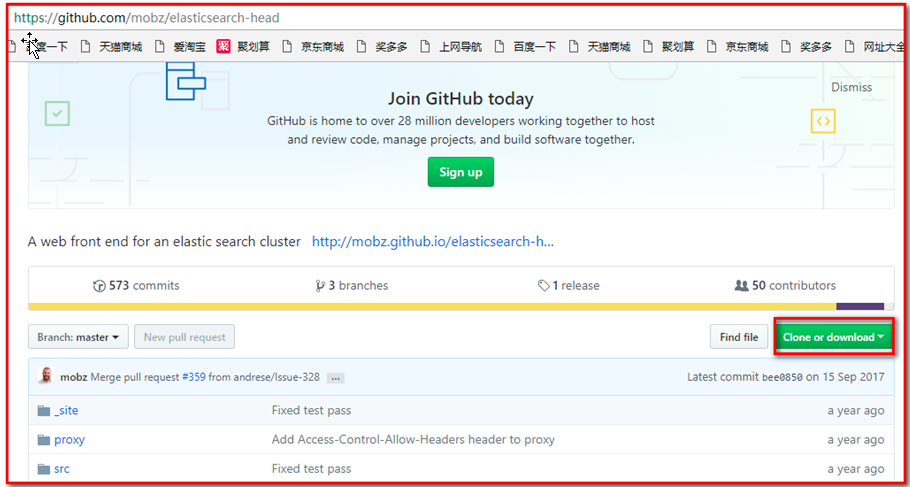 https://github.com/mobz/elasticsearch-head
百度一下 天猫商城 爱淘宝 聚 聚划算 京东商城 奖多多 上网导航 百度一下 天猫商城 聚划算 京东商城 奖多多 网址大全
Dismiss
Join GitHub today
GitHub is home to over 28 million developers working together to host
and review code, manage projects, and build software together.
Sign up
A web front end for an elastic search cluster http://mobz.github.io/elasticsearch-h...
573 commits 3 branches 1 release 50 contributors
Branch: master New pull request Find file Clone or download
mobz Merge pull request #359 from andrese/Issue-328 ... Latest commit bee0850 on 15 Sep 2017
_site Fixed test pass a year ago
proxy Add Access-Control-Allow-Headers header to proxy a year ago
src Fixed test pass a year ago